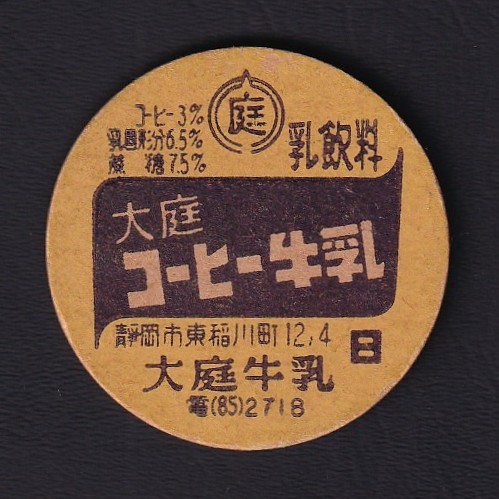 庭
コーヒー3%
乳固形分6.5%
蔗糖7.5%
乳飲料
大庭
コーヒー牛乳
静岡市東稲川町12,4
日
大庭牛乳
電(85)2718